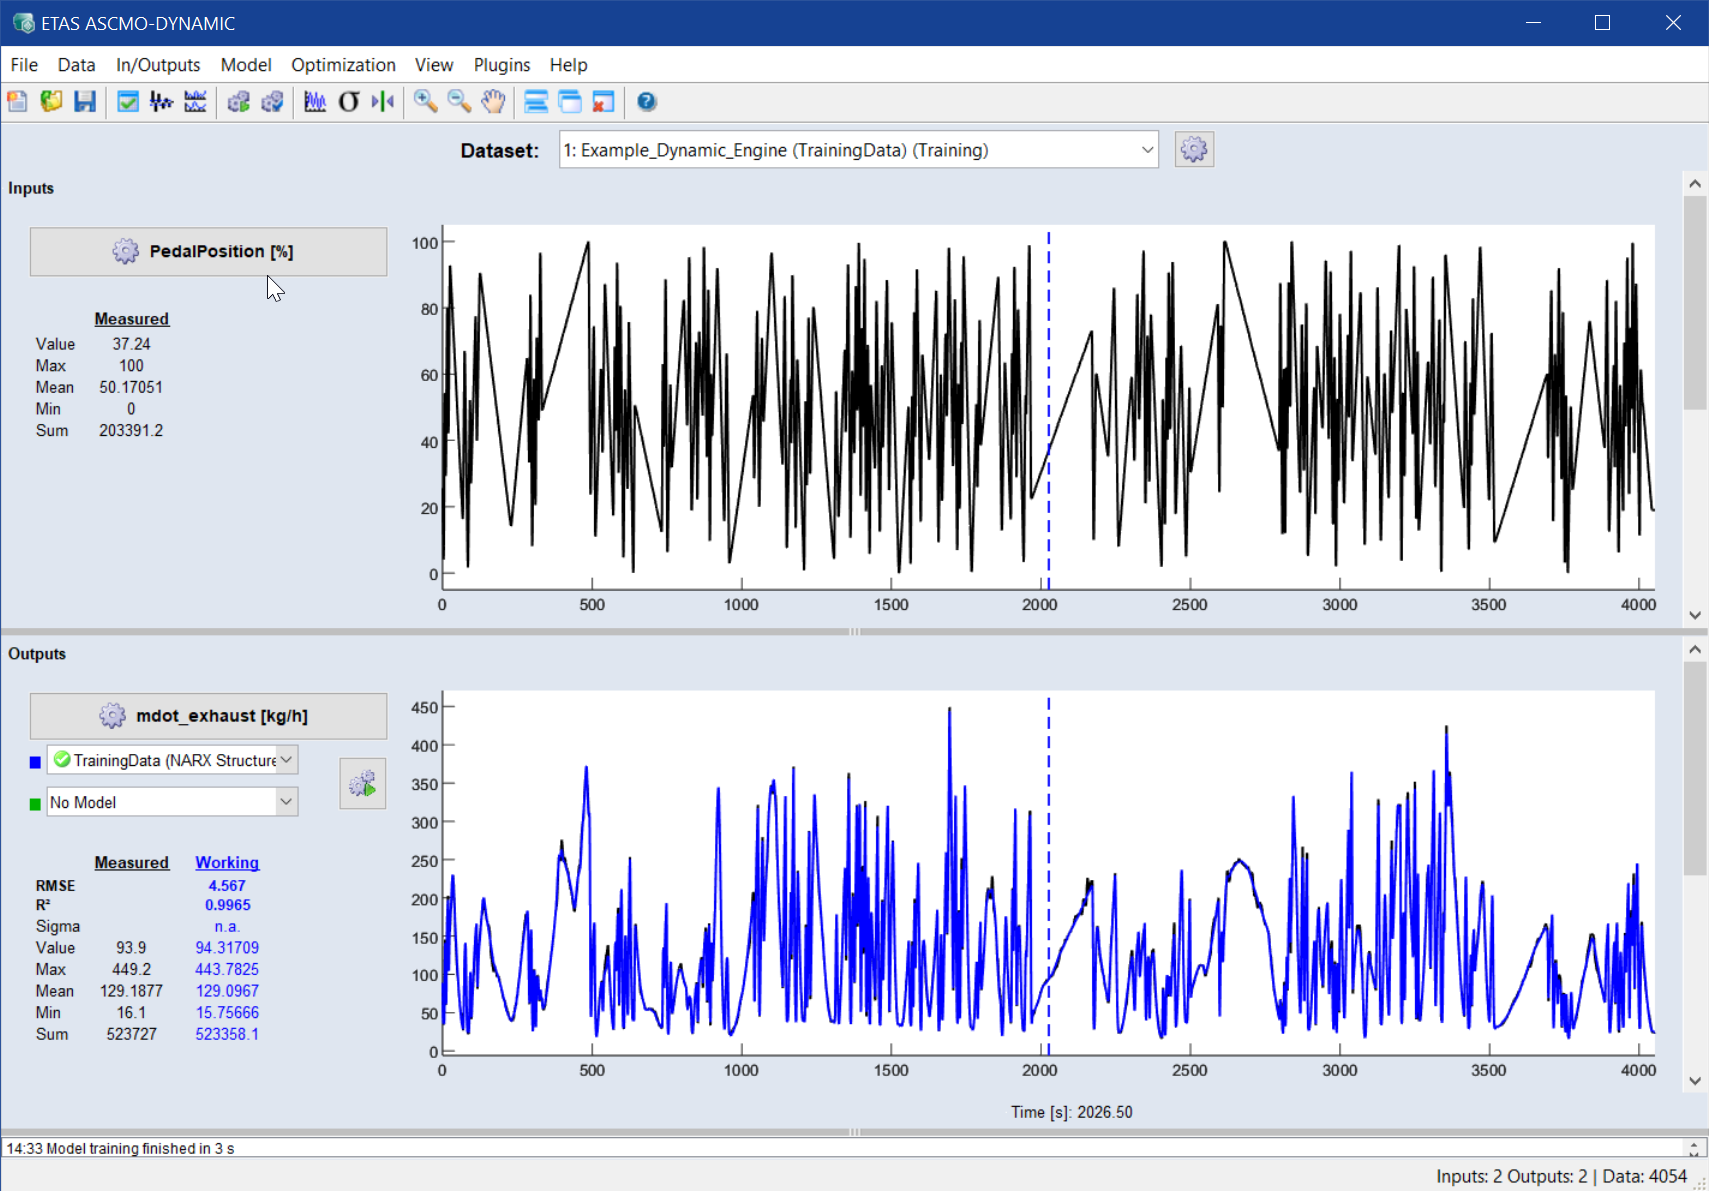 ETAS ASCMO-DYNAMIC
File Data In/Outputs Model Optimization View Plugins Help
Dataset: 1: Example_Dynamic_Engine (TrainingData) (Training)
Inputs
PedalPosition [%]
Measured
Value 37.24
Max 100
Mean 50.17051
Min 0
Sum 203391.2
100
80
60
40
20
0
0 500 1000 1500 2000 2500 3000 3500 4000
Outputs
mdot_exhaust [kg/h]
TrainingData (NARX Structure
No Model
Measured Working
RMSE 4.567
R² 0.9965
Sigma n.a.
Value 93.9 94.31709
Max 449.2 443.7825
Mean 129.1877 129.0967
Min 16.1 15.75666
Sum 523727 523358.1
450
400
350
300
250
200
150
100
50
0
0 500 1000 1500 2000 2500 3000 3500 4000
Time [s]: 2026.50
14:33 Model training finished in 3 s
Inputs: 2 Outputs: 2 | Data: 4054